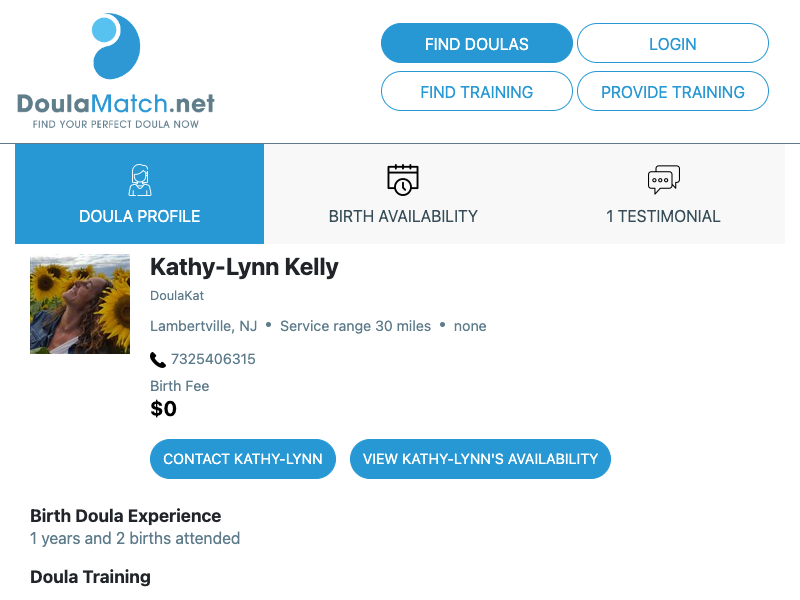 DoulaMatch.net
FIND YOUR PERFECT DOULA NOW
FIND DOULAS
LOGIN
FIND TRAINING
PROVIDE TRAINING
DOULA PROFILE
BIRTH AVAILABILITY
1 TESTIMONIAL
Kathy-Lynn Kelly
DoulaKat
Lambertville, NJ • Service range 30 miles • none
7325406315
Birth Fee
$0
CONTACT KATHY-LYNN
VIEW KATHY-LYNN'S AVAILABILITY
Birth Doula Experience
1 years and 2 births attended
Doula Training